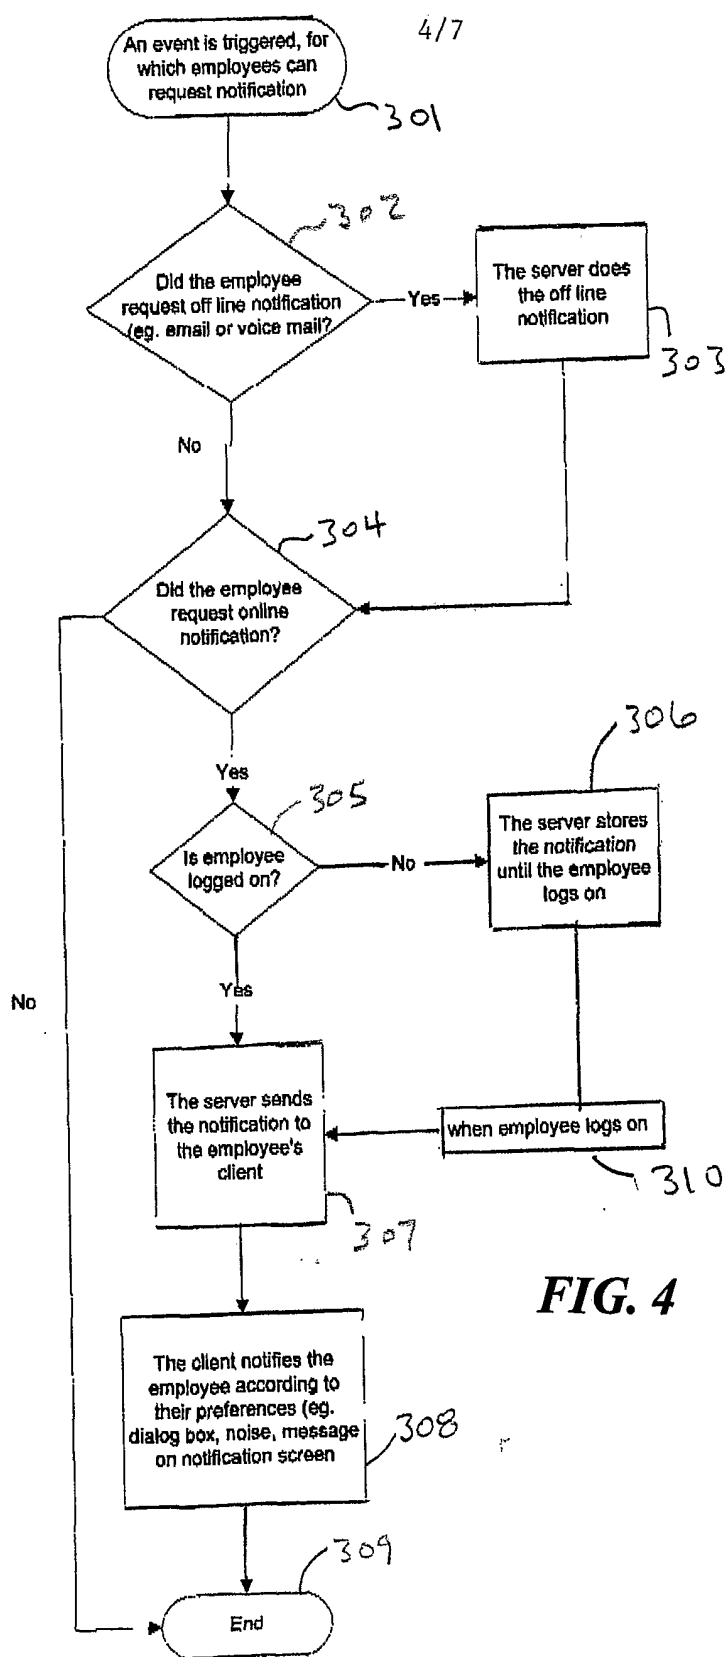 4/7
An event is triggered, for
which employees can
request notification
301
302
Did the employee
request off line notification
(eg. email or voice mail?
Yes
The server does
the off line
notification
303
No
304
Did the employee
request online
notification?
306
Yes
305
The server stores
the notification
until the employee
logs on
Is employee
logged on?
No
Yes
No
The server sends
the notification to
the employee's
client
when employee logs on
310
307
FIG. 4
The client notifies the
employee according to
their preferences (eg.
dialog box, noise, message
on notification screen
308
309
End